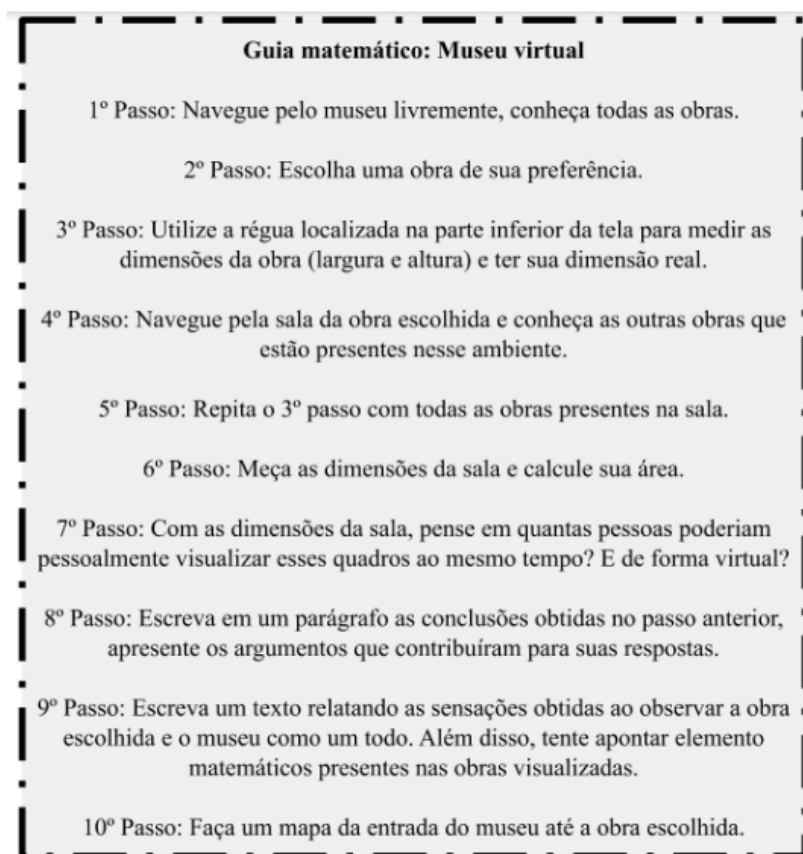 Guia matemático: Museu virtual
1º Passo: Navegue pelo museu livremente, conheça todas as obras.
2º Passo: Escolha uma obra de sua preferência.
3º Passo: Utilize a régua localizada na parte inferior da tela para medir as
dimensões da obra (largura e altura) e ter sua dimensão real.
4º Passo: Navegue pela sala da obra escolhida e conheça as outras obras que
estão presentes nesse ambiente.
5º Passo: Repita o 3º passo com todas as obras presentes na sala.
6º Passo: Meça as dimensões da sala e calcule sua área.
7º Passo: Com as dimensões da sala, pense em quantas pessoas poderiam
pessoalmente visualizar esses quadros ao mesmo tempo? E de forma virtual?
8º Passo: Escreva em um parágrafo as conclusões obtidas no passo anterior,
apresente os argumentos que contribuíram para suas respostas.
9º Passo: Escreva um texto relatando as sensações obtidas ao observar a obra
escolhida e o museu como um todo. Além disso, tente apontar elemento
matemáticos presentes nas obras visualizadas.
10º Passo: Faça um mapa da entrada do museu até a obra escolhida.